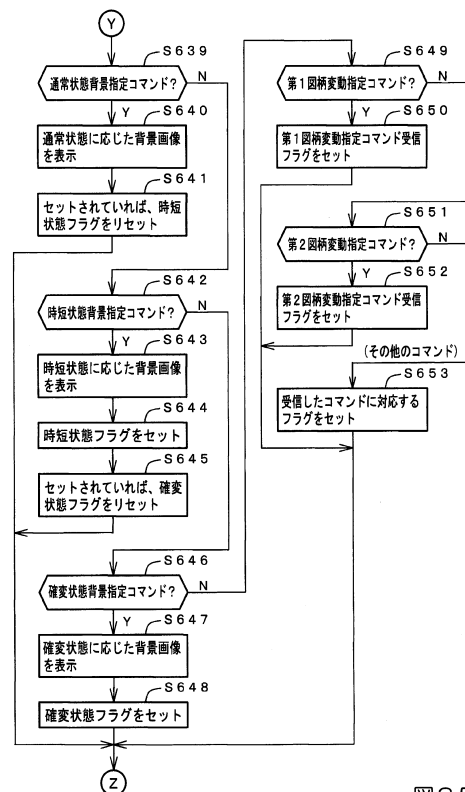 Y
S639
通常状態背景指定コマンド?
N
Y
S640
通常状態に応じた背景画像
を表示
S641
セットされていれば、時短
状態フラグをリセット
S642
時短状態背景指定コマンド?
N
Y
S643
時短状態に応じた背景画像
を表示
S644
時短状態フラグをセット
S645
セットされていれば、確変
状態フラグをリセット
S646
確変状態背景指定コマンド?
N
Y
S647
確変状態に応じた背景画像
を表示
S648
確変状態フラグをセット
Z
S649
第1図柄変動指定コマンド?
N
Y
S650
第1図柄変動指定コマンド受信
フラグをセット
S651
第2図柄変動指定コマンド?
N
Y
S652
第2図柄変動指定コマンド受信
フラグをセット
(その他のコマンド)
S653
受信したコマンドに対応する
フラグをセット